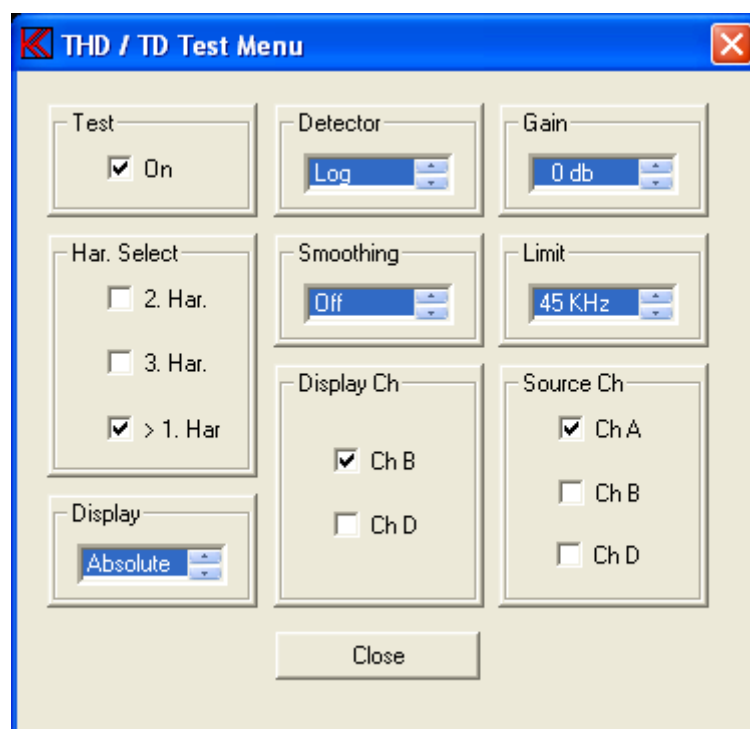 THD / TD Test Menu
Test
On
Detector
Log
Gain
0 db
Har. Select
2. Har.
3. Har.
> 1. Har
Smoothing
Off
Limit
45 KHz
Display Ch
Ch B
Ch D
Source Ch
Ch A
Ch B
Ch D
Display
Absolute
Close